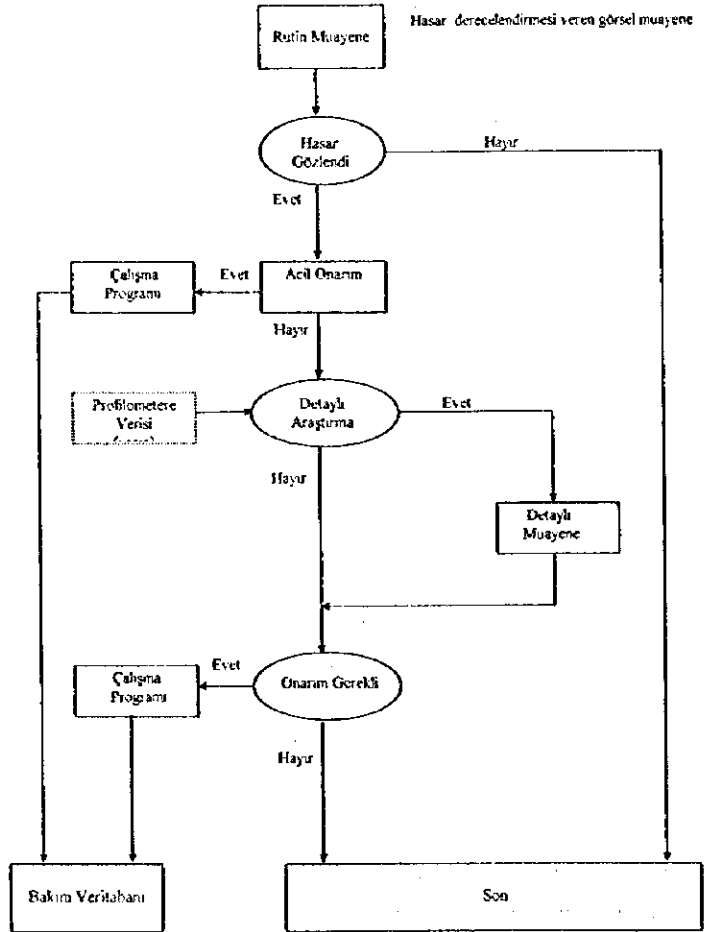 Rutin Muayene
Hasar derecelendirmesi veren görsel muayene
Hasar
Gözlendi
Hayır
Evet
Çalışma
Programı
Evet
Acil Onarım
Hayır
Profilometere
Verisi
Detaylı
Araştırma
Evet
Hayır
Detaylı
Muayene
Çalışma
Programı
Evet
Onarım Gerekli
Hayır
Bakım Veritabanı
Son